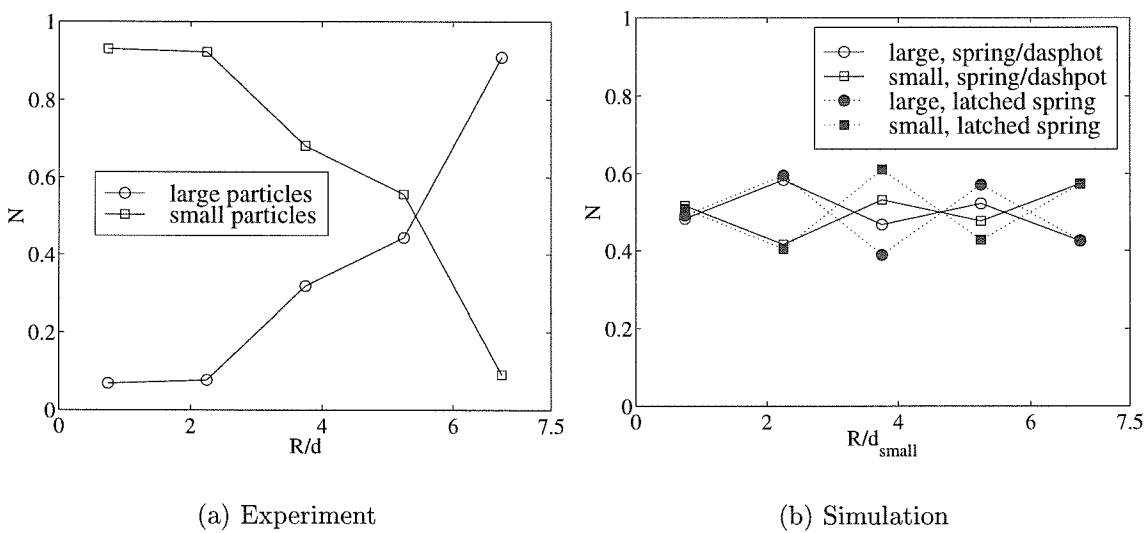 1
0.8
0.6
0.4
0.2
0
N
large particles
small particles
0
2
4
6
7.5
R/d
(a) Experiment
1
0.8
0.6
0.4
0.2
0
N
large, spring/dasphot
small, spring/dashpot
large, latched spring
small, latched spring
0
2
4
6
7.5
R/d_small
(b) Simulation